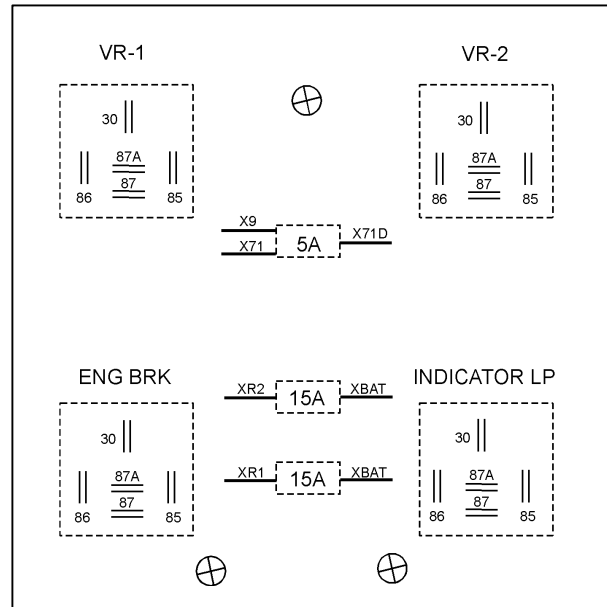 VR-1
VR-2
30
87A
87
86
85
30
87A
87
86
85
X9
X71
5A
X71D
ENG BRK
INDICATOR LP
30
87A
87
86
85
XR2
15A
XBAT
XR1
15A
XBAT
30
87A
87
86
85